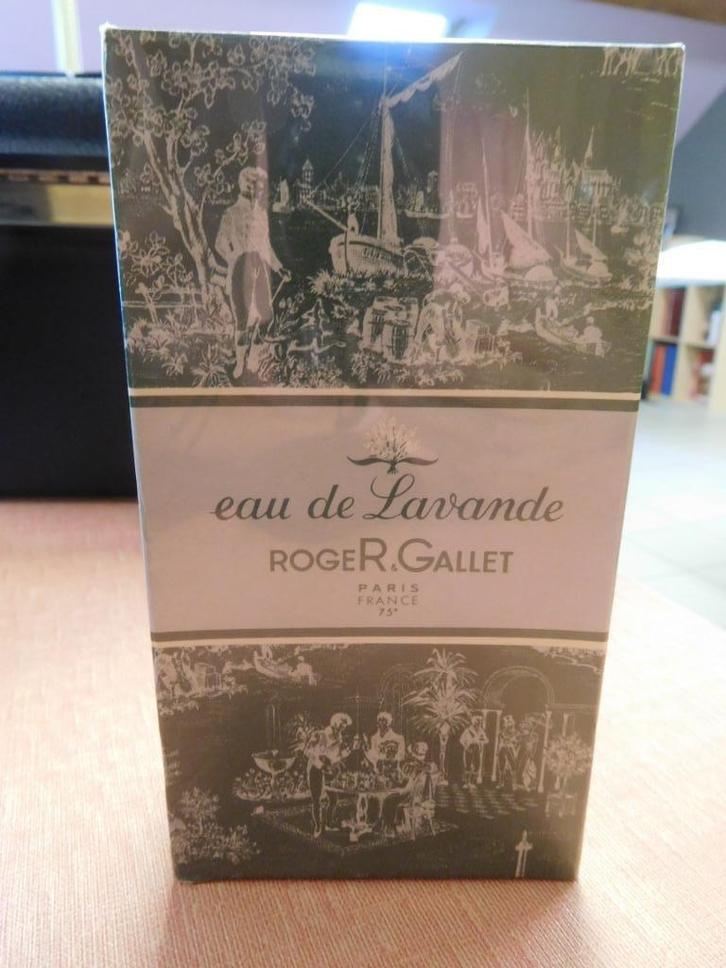 eau de Lavande
ROGER & GALLET
PARIS
FRANCE
75°